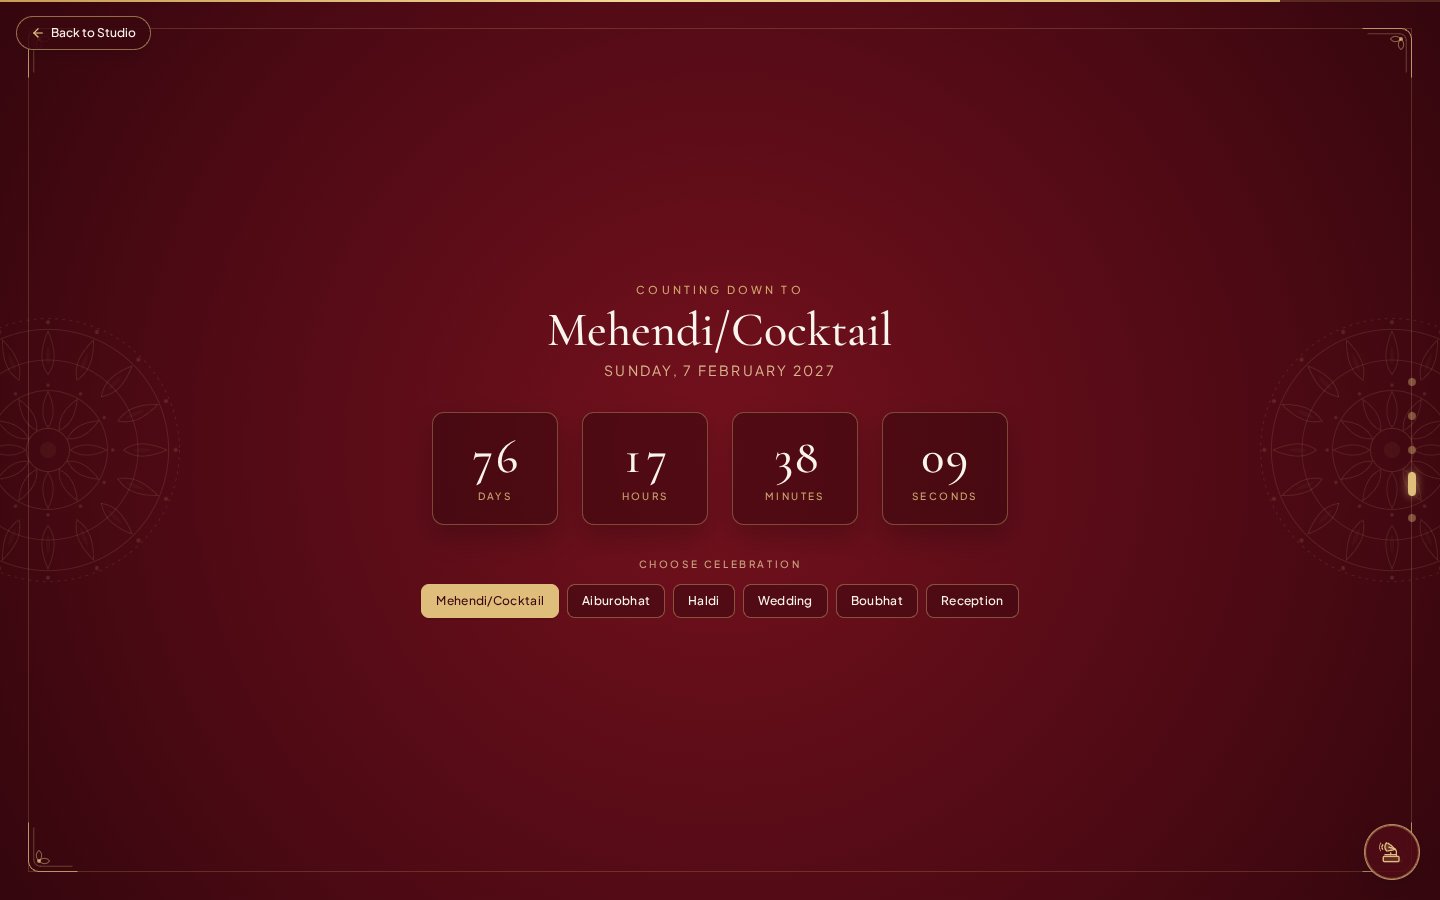 Back to Studio
COUNTING DOWN TO
Mehendi/Cocktail
SUNDAY, 7 FEBRUARY 2027
76 17 38 09
DAYS HOURS MINUTES SECONDS
CHOOSE CELEBRATION
Mehendi/Cocktail Aiburobhat Haldi Wedding Boubhat Reception